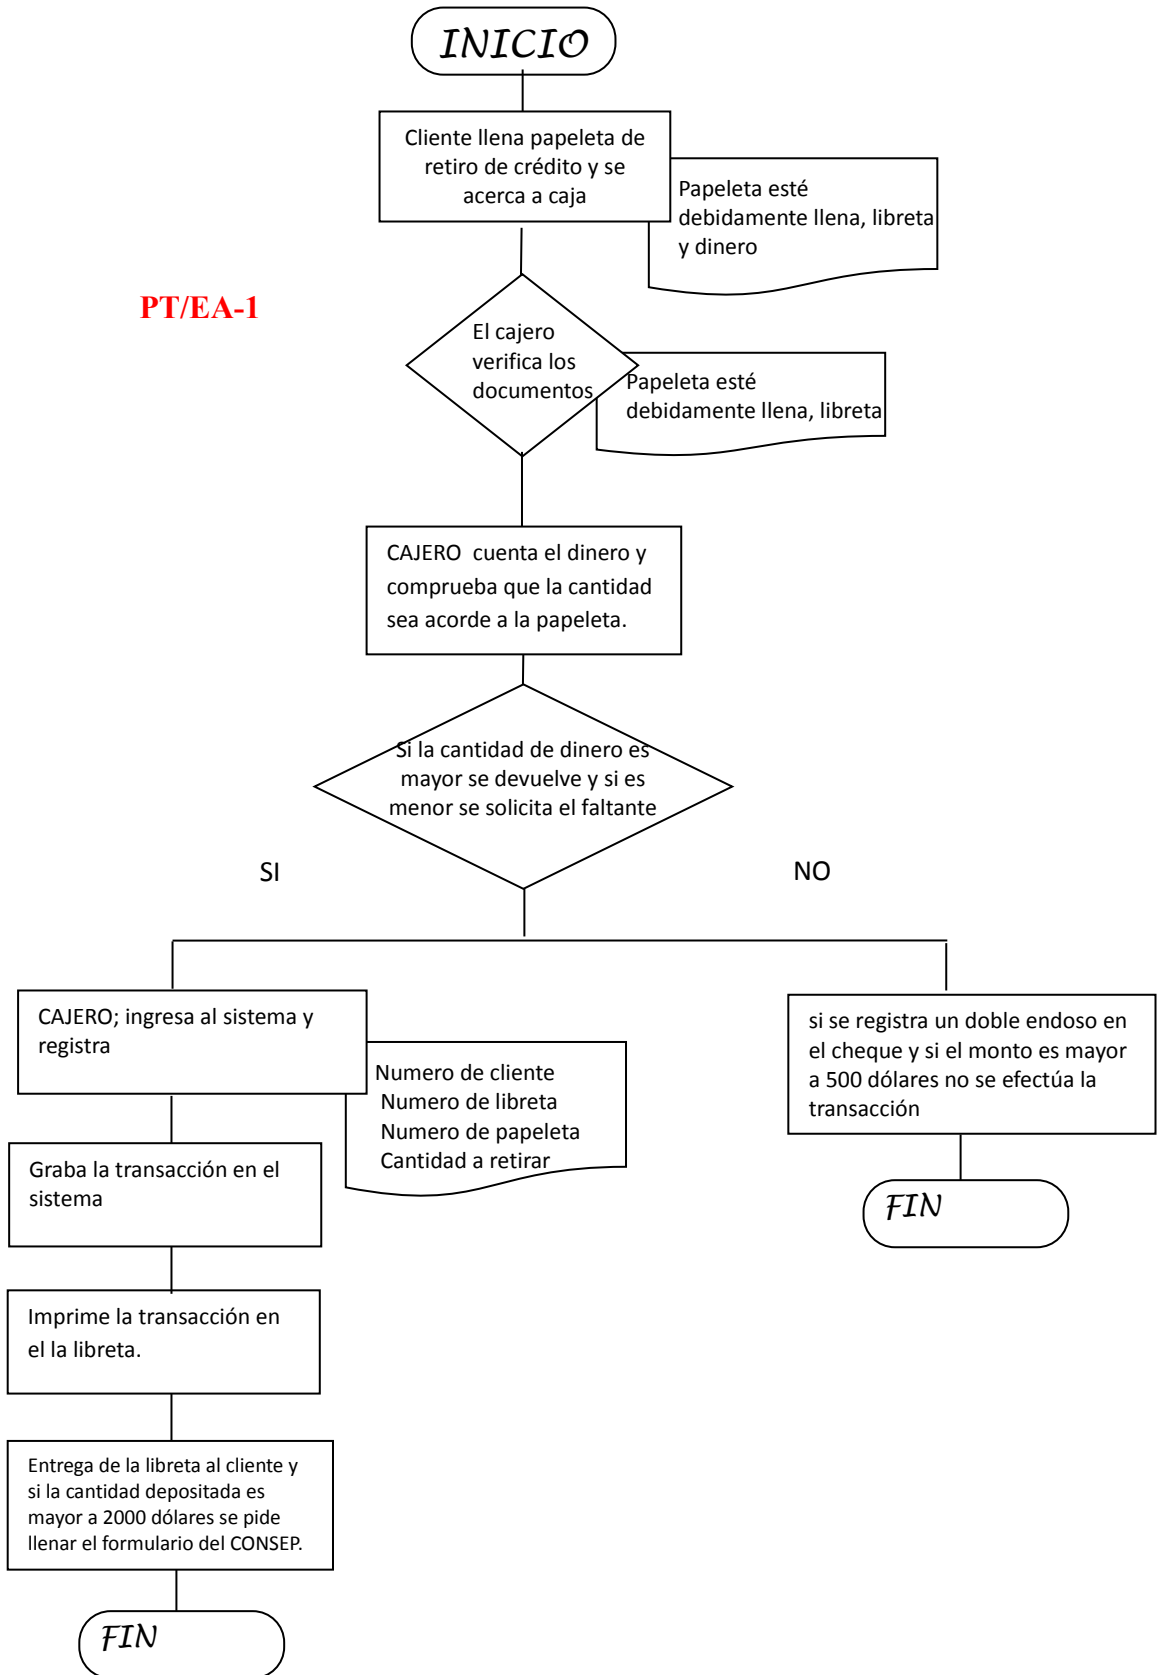 INICIO
Cliente llena papeleta de
retiro de crédito y se
acerca a caja
Papeleta esté
debidamente llena, libreta
y dinero
PT/EA-1
El cajero
verifica los
documentos
Papeleta esté
debidamente llena, libreta
CAJERO cuenta el dinero y
comprueba que la cantidad
sea acorde a la papeleta.
Si la cantidad de dinero es
mayor se devuelve y si es
menor se solicita el faltante
SI
NO
CAJERO; ingresa al sistema y
registra
Numero de cliente
Numero de libreta
Numero de papeleta
Cantidad a retirar
si se registra un doble endoso en
el cheque y si el monto es mayor
a 500 dólares no se efectúa la
transacción
Graba la transacción en el
sistema
FIN
Imprime la transacción en
el la libreta.
Entrega de la libreta al cliente y
si la cantidad depositada es
mayor a 2000 dólares se pide
llenar el formulario del CONSEP.
FIN